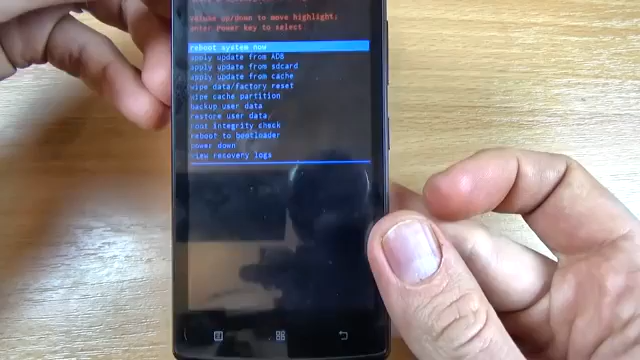 Volume up/down to move highlight;
enter Power key to select.
reboot system now
apply update from ADB
apply update from sdcard
apply update from cache
wipe data/factory reset
wipe cache partition
backup user data
restore user data
root integrity check
reboot to bootloader
power down
view recovery logs